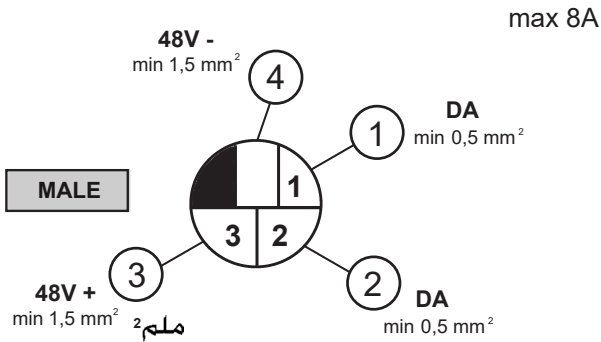 max 8A
48V -
min 1,5 mm²
4
DA
min 0,5 mm²
1
1
MALE
3 2
3
48V +
min 1,5 mm²
ملم²
2
DA
min 0,5 mm²